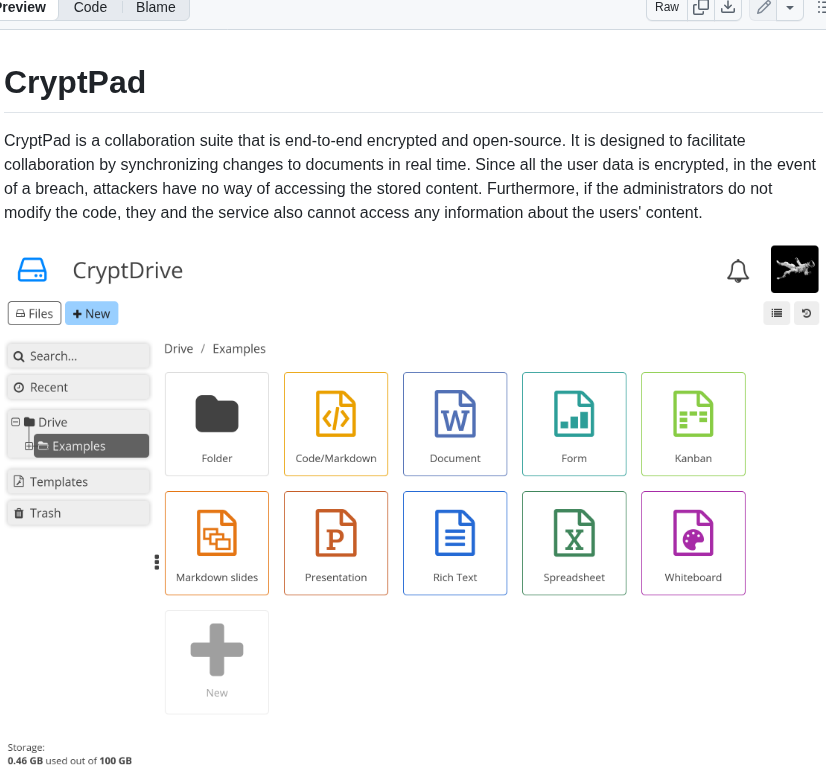 Preview Code Blame Raw
CryptPad
CryptPad is a collaboration suite that is end-to-end encrypted and open-source. It is designed to facilitate
collaboration by synchronizing changes to documents in real time. Since all the user data is encrypted, in the event
of a breach, attackers have no way of accessing the stored content. Furthermore, if the administrators do not
modify the code, they and the service also cannot access any information about the users' content.
CryptDrive
Files New
Search...
Recent
Drive
Examples
Templates
Trash
Drive / Examples
Folder Code/Markdown Document Form Kanban
Markdown slides Presentation Rich Text Spreadsheet Whiteboard
New
Storage:
0.46 GB used out of 100 GB